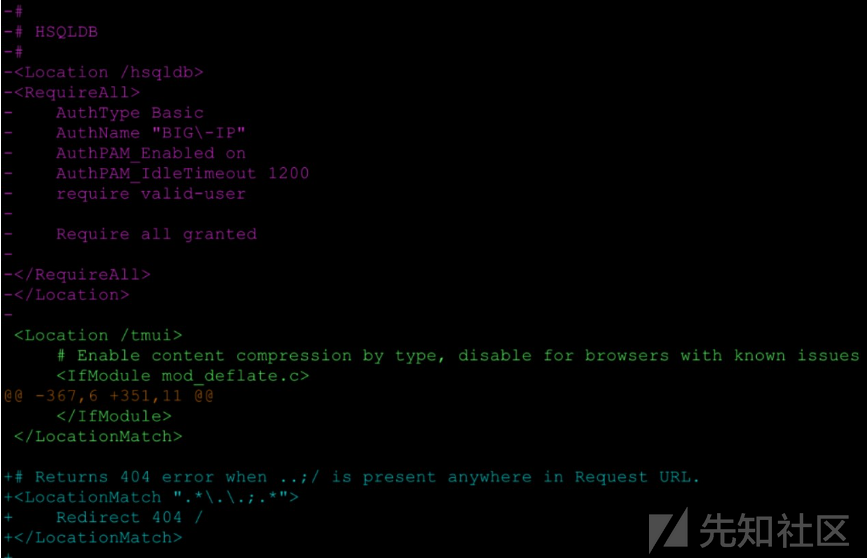 -#
-# HSQLDB
-#
-<Location /hsqldb>
-<RequireAll>
-    AuthType Basic
-    AuthName "BIG\-IP"
-    AuthPAM_Enabled on
-    AuthPAM_IdleTimeout 1200
-    require valid-user
-
-    Require all granted
-
-</RequireAll>
-</Location>
-
 <Location /tmui>
     # Enable content compression by type, disable for browsers with known issues
     <IfModule mod_deflate.c>
@@ -367,6 +351,11 @@
     </IfModule>
 </LocationMatch>
+# Returns 404 error when ..;/ is present anywhere in Request URL.
+<LocationMatch ".*\.\.;.*">
+    Redirect 404 /
+</LocationMatch>
+
先知社区